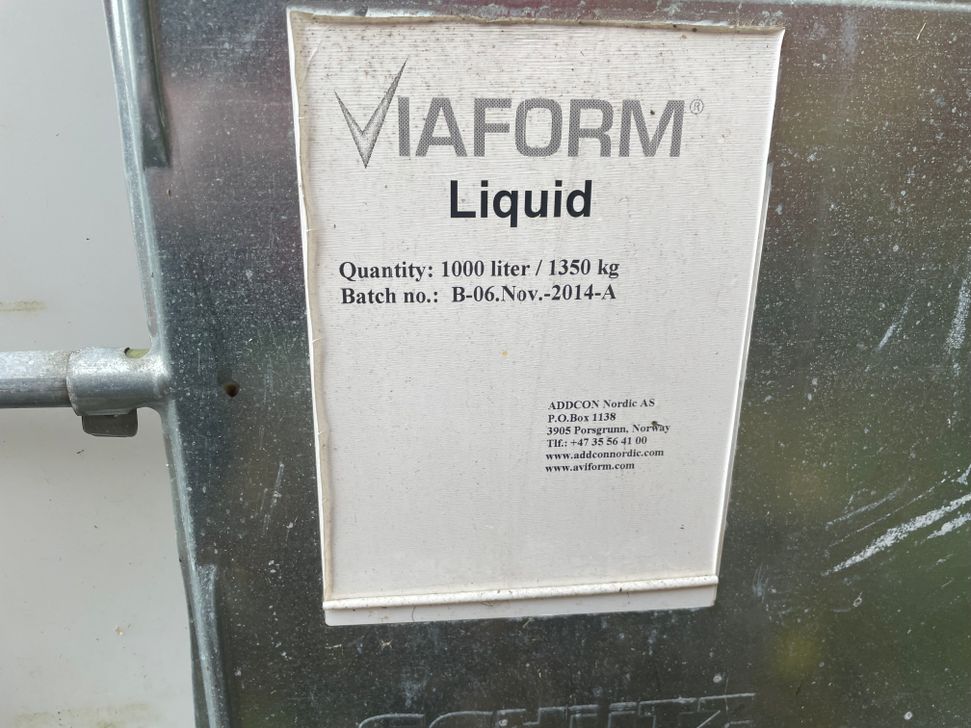 VIAFORM®
Liquid
Quantity: 1000 liter / 1350 kg
Batch no.: B-06.Nov.-2014-A
ADDCON Nordic AS
P.O.Box 1138
3905 Porsgrunn, Norway
Tlf.: +47 35 56 41 00
www.addconnordic.com
www.aviform.com
SCHÜTZ